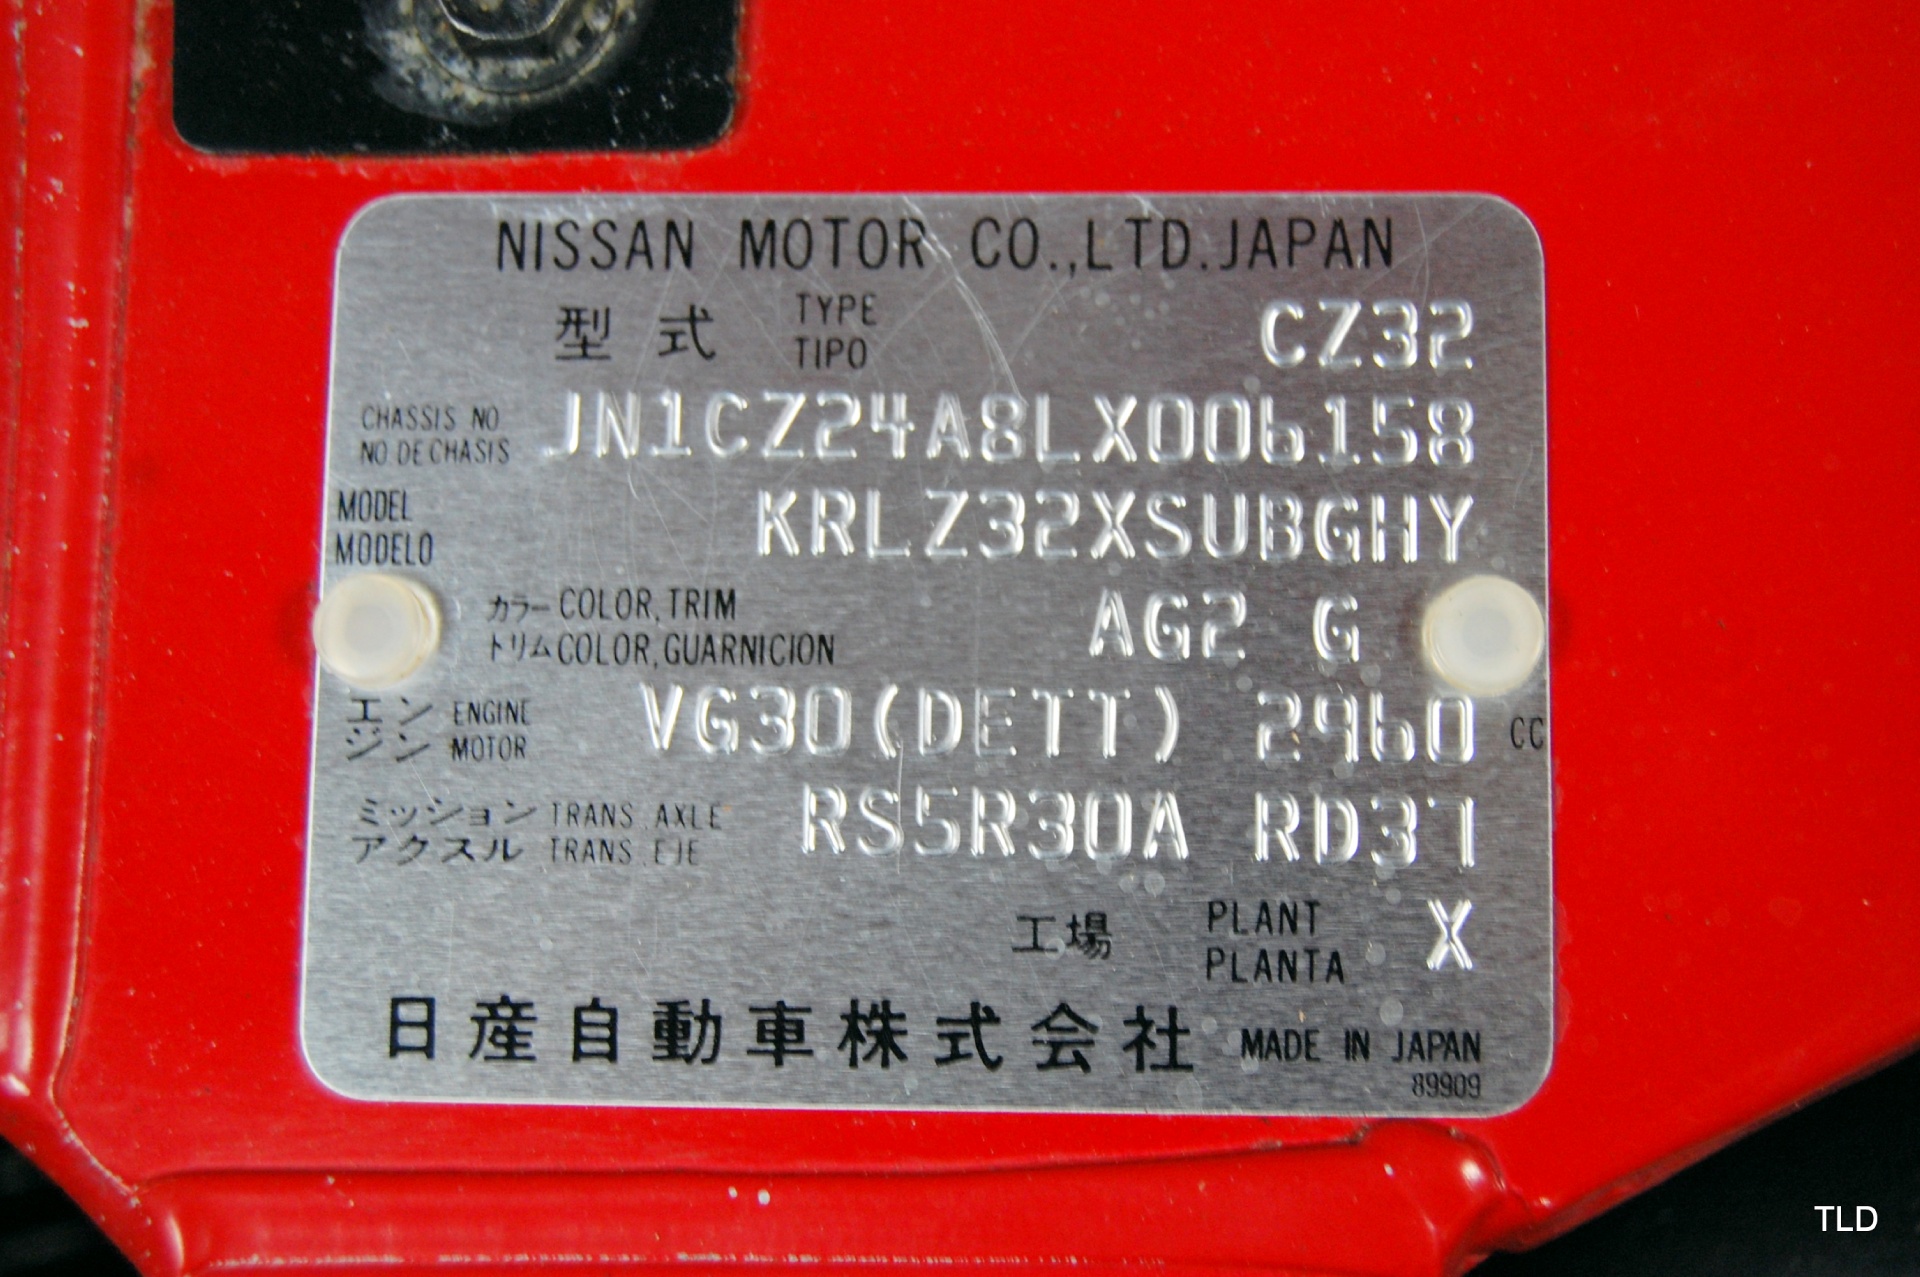 NISSAN MOTOR CO.,LTD.JAPAN
型式 TYPE TIPO CZ32
CHASSIS NO
NO DE CHASIS JN1CZ24A8LX006158
MODEL
MODELO KRLZ32XSUBGHY
カラー COLOR,TRIM
トリム COLOR,GUARNICION AG2 G
エン ENGINE
ジン MOTOR VG30(DETT) 2960 CC
ミッション TRANS.AXLE
アクスル TRANS.EJE RS5R30A RD37
工場 PLANT PLANTA X
日産自動車株式会社 MADE IN JAPAN
89909
TLD